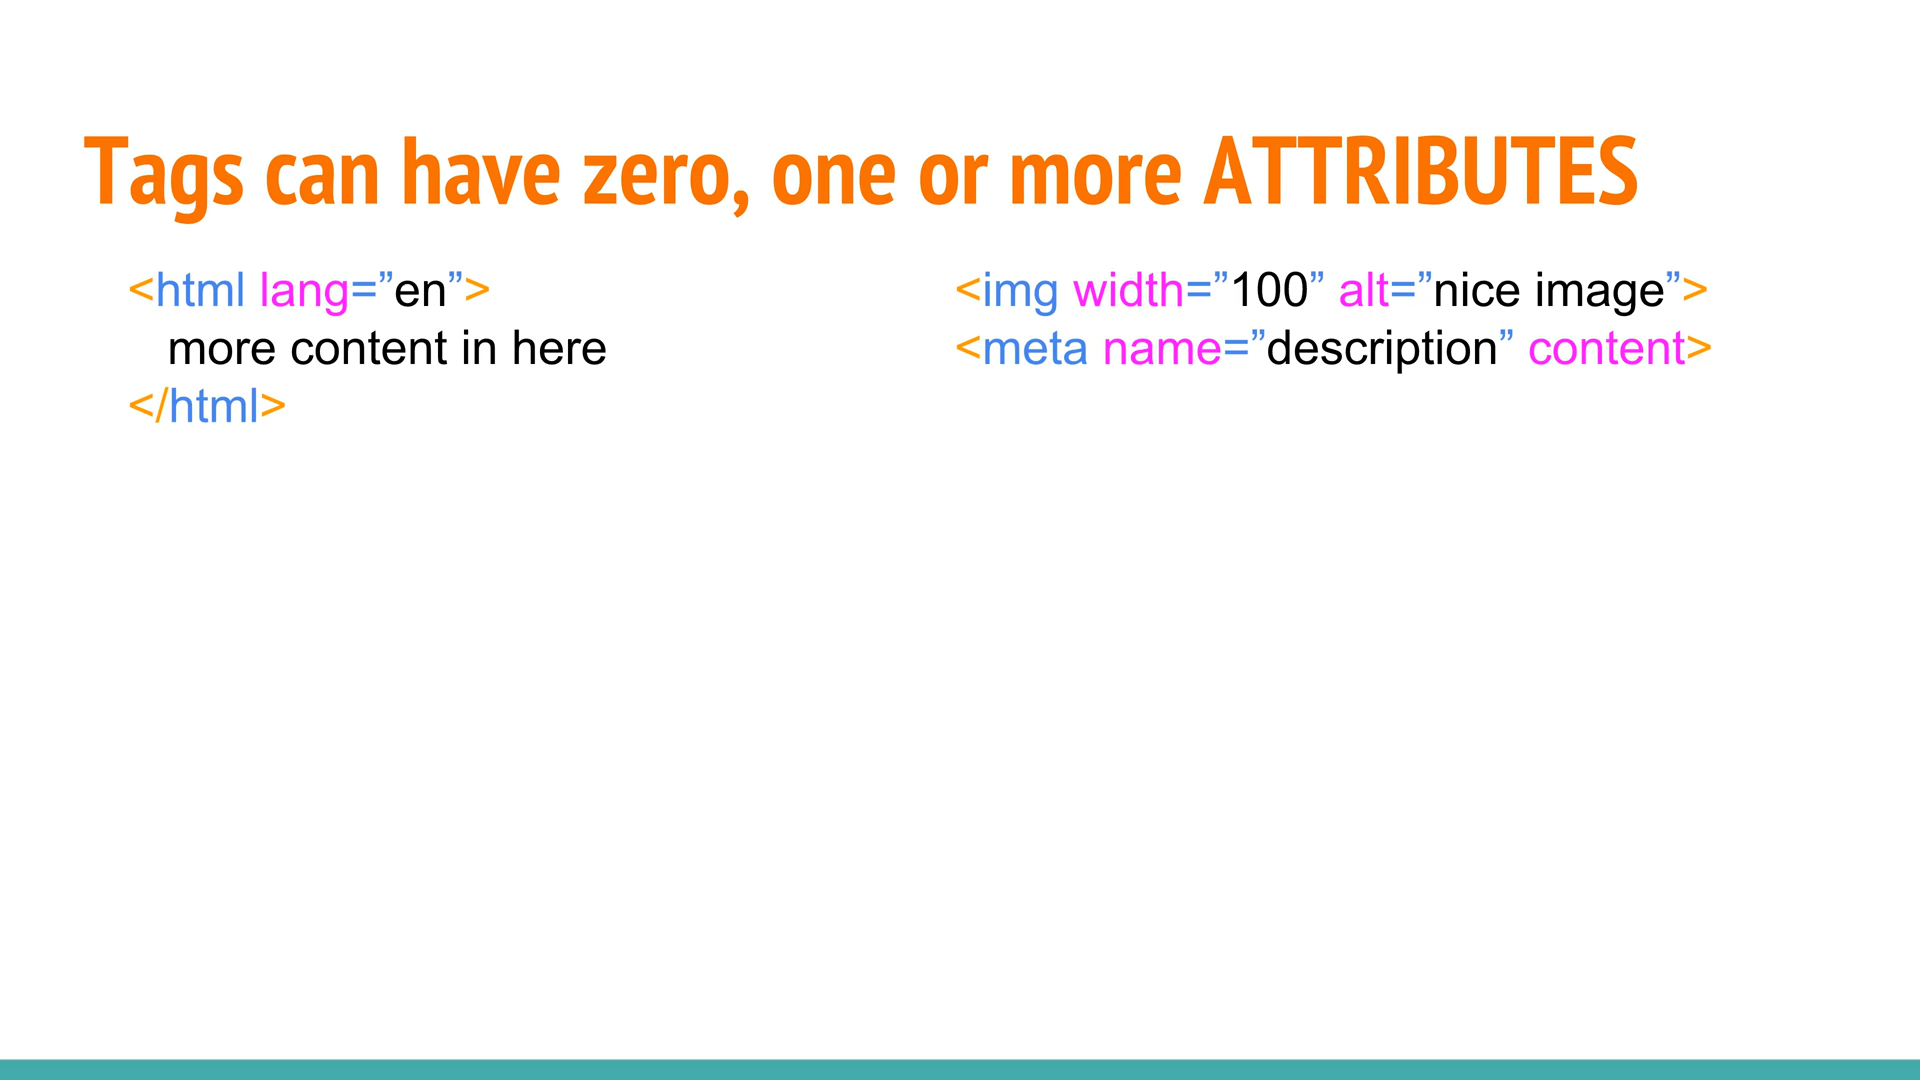 Tags can have zero, one or more ATTRIBUTES
<html lang=”en”>
more content in here
</html>
<img width=”100” alt=”nice image”>
<meta name=”description” content>